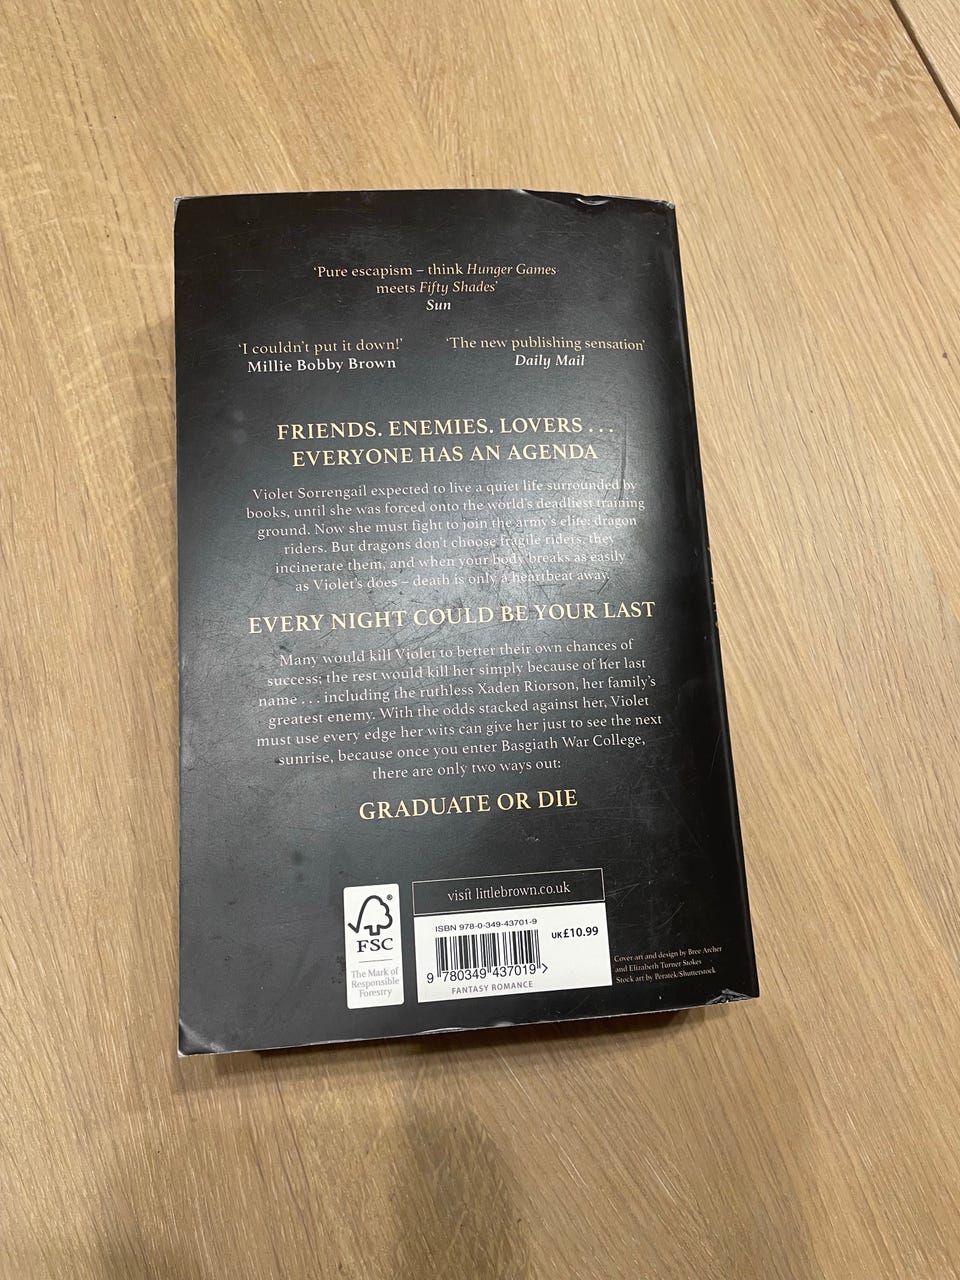 ‘Pure escapism – think Hunger Games
meets Fifty Shades’
Sun
‘I couldn’t put it down!’
Millie Bobby Brown
‘The new publishing sensation’
Daily Mail
FRIENDS. ENEMIES. LOVERS . . .
EVERYONE HAS AN AGENDA
Violet Sorrengail expected to live a quiet life surrounded by
books, until she was forced onto the world’s deadliest training
ground. Now she must fight to join the army’s elite: dragon
riders. But dragons don’t choose fragile riders, they
incinerate them, and when your body breaks as easily
as Violet’s does – death is only a heartbeat away.
EVERY NIGHT COULD BE YOUR LAST
Many would kill Violet to better their own chances of
success; the rest would kill her simply because of her last
name . . . including the ruthless Xaden Riorson, her family’s
greatest enemy. With the odds stacked against her, Violet
must use every edge her wits can give her just to see the next
sunrise, because once you enter Basgiath War College,
there are only two ways out:
GRADUATE OR DIE
FSC
The Mark of
Responsible
Forestry
visit littlebrown.co.uk
ISBN 978-0-349-43701-9
UK £10.99
9 780349 437019 >
FANTASY ROMANCE
Cover art and design by Bree Archer
and Elizabeth Turner Stokes
Stock art by Peratek/Shutterstock